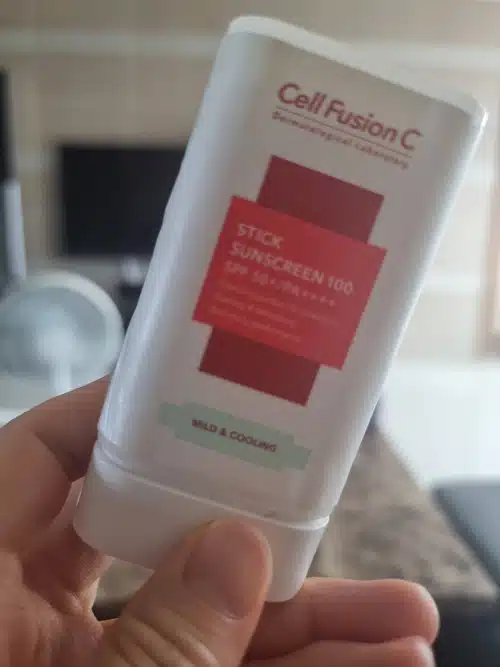 Cell Fusion C
Dermatological Laboratory
STICK
SUNSCREEN 100
SPF 50+/PA++++
MILD & COOLING